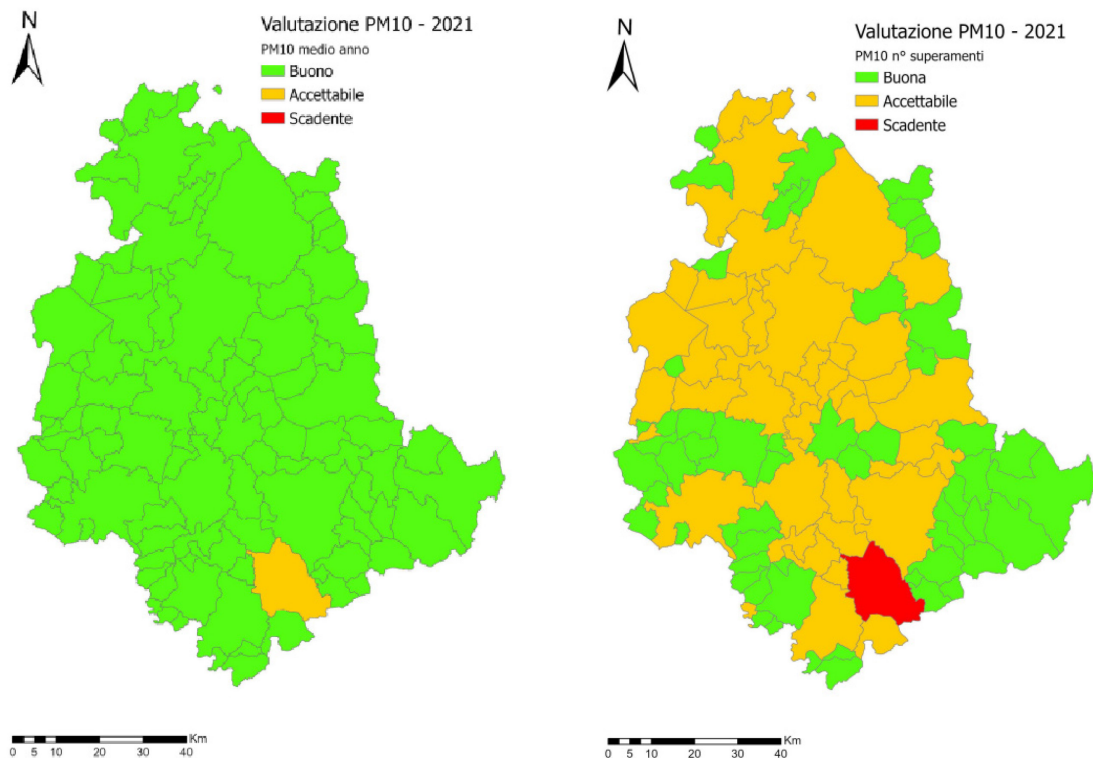 N
Valutazione PM10 - 2021
PM10 medio anno
Buono
Accettabile
Scadente
0 5 10 20 30 40 Km
N
Valutazione PM10 - 2021
PM10 n° superamenti
Buona
Accettabile
Scadente
0 5 10 20 30 40 Km